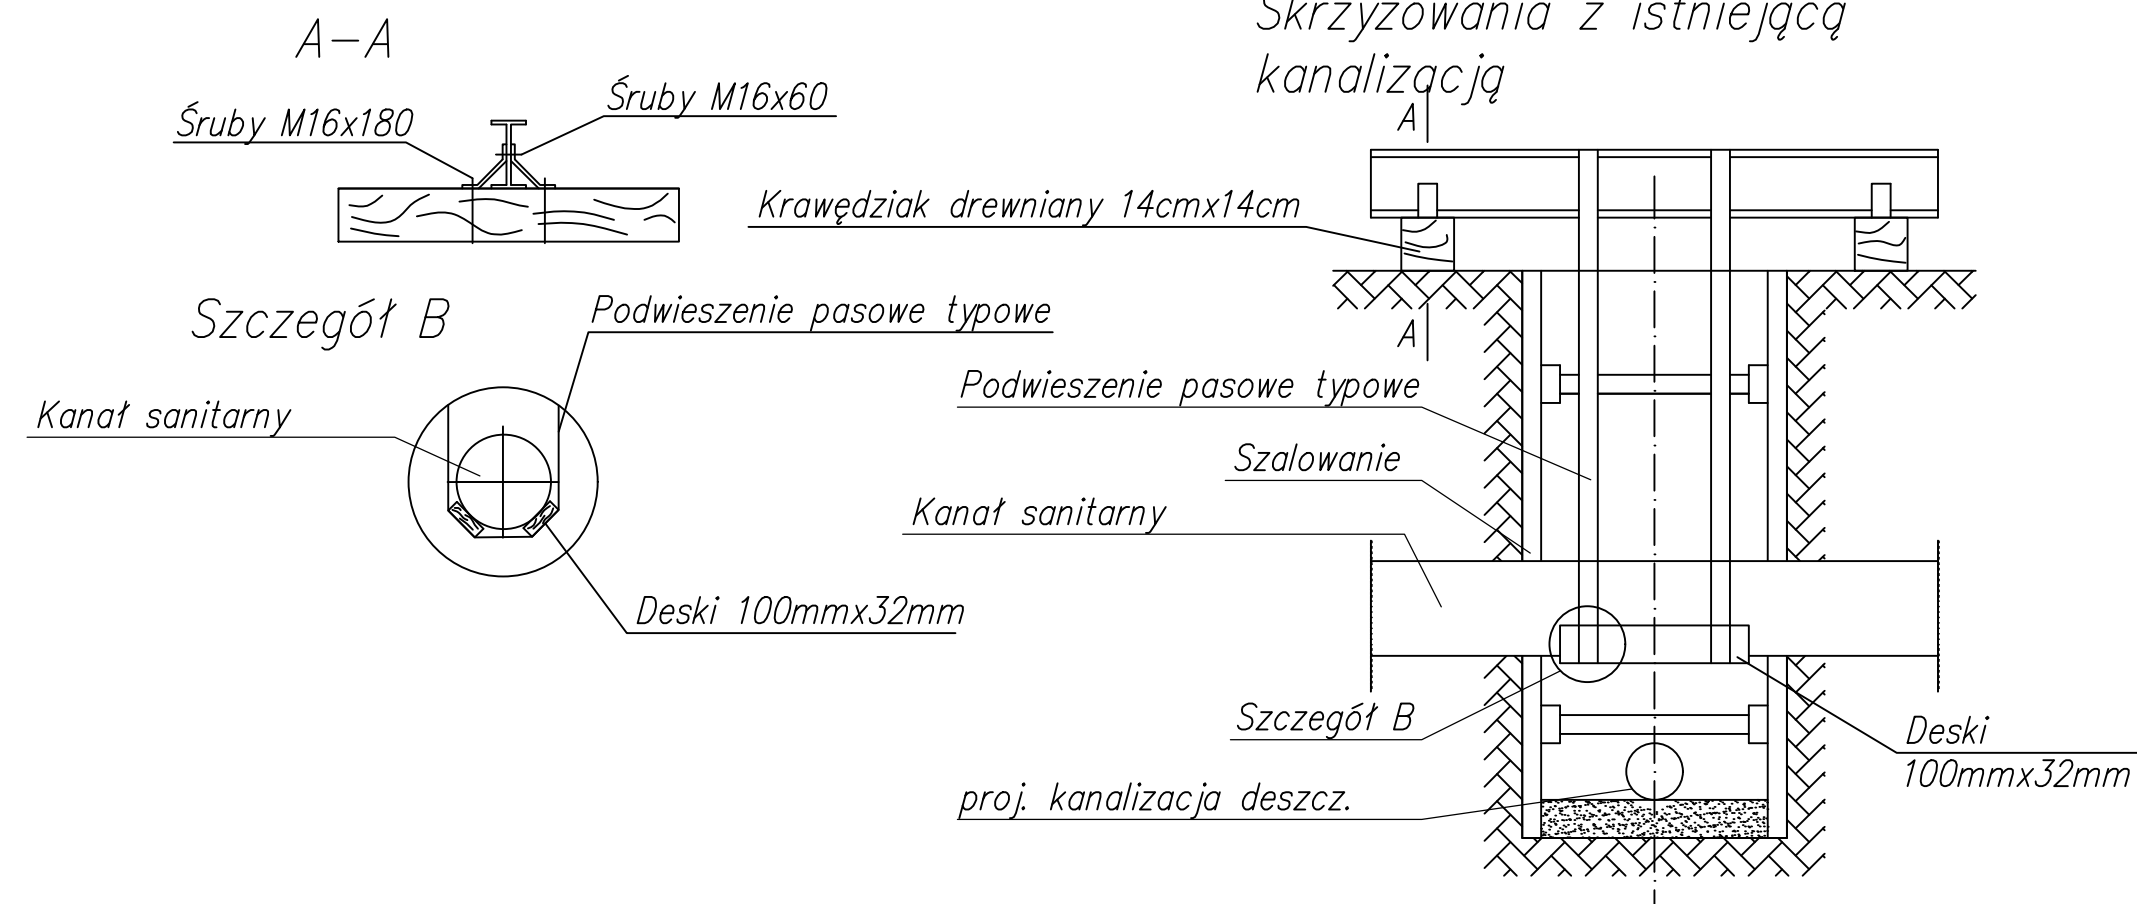 Skrzyżowania z istniejącą
kanalizacją
A-A
Śruby M16x180
Śruby M16x60
A
Krawędziak drewniany 14cmx14cm
A
Szczegół B
Podwieszenie pasowe typowe
Kanał sanitarny
Deski 100mmx32mm
Podwieszenie pasowe typowe
Szalowanie
Kanał sanitarny
Szczegół B
Deski
100mmx32mm
proj. kanalizacja deszcz.